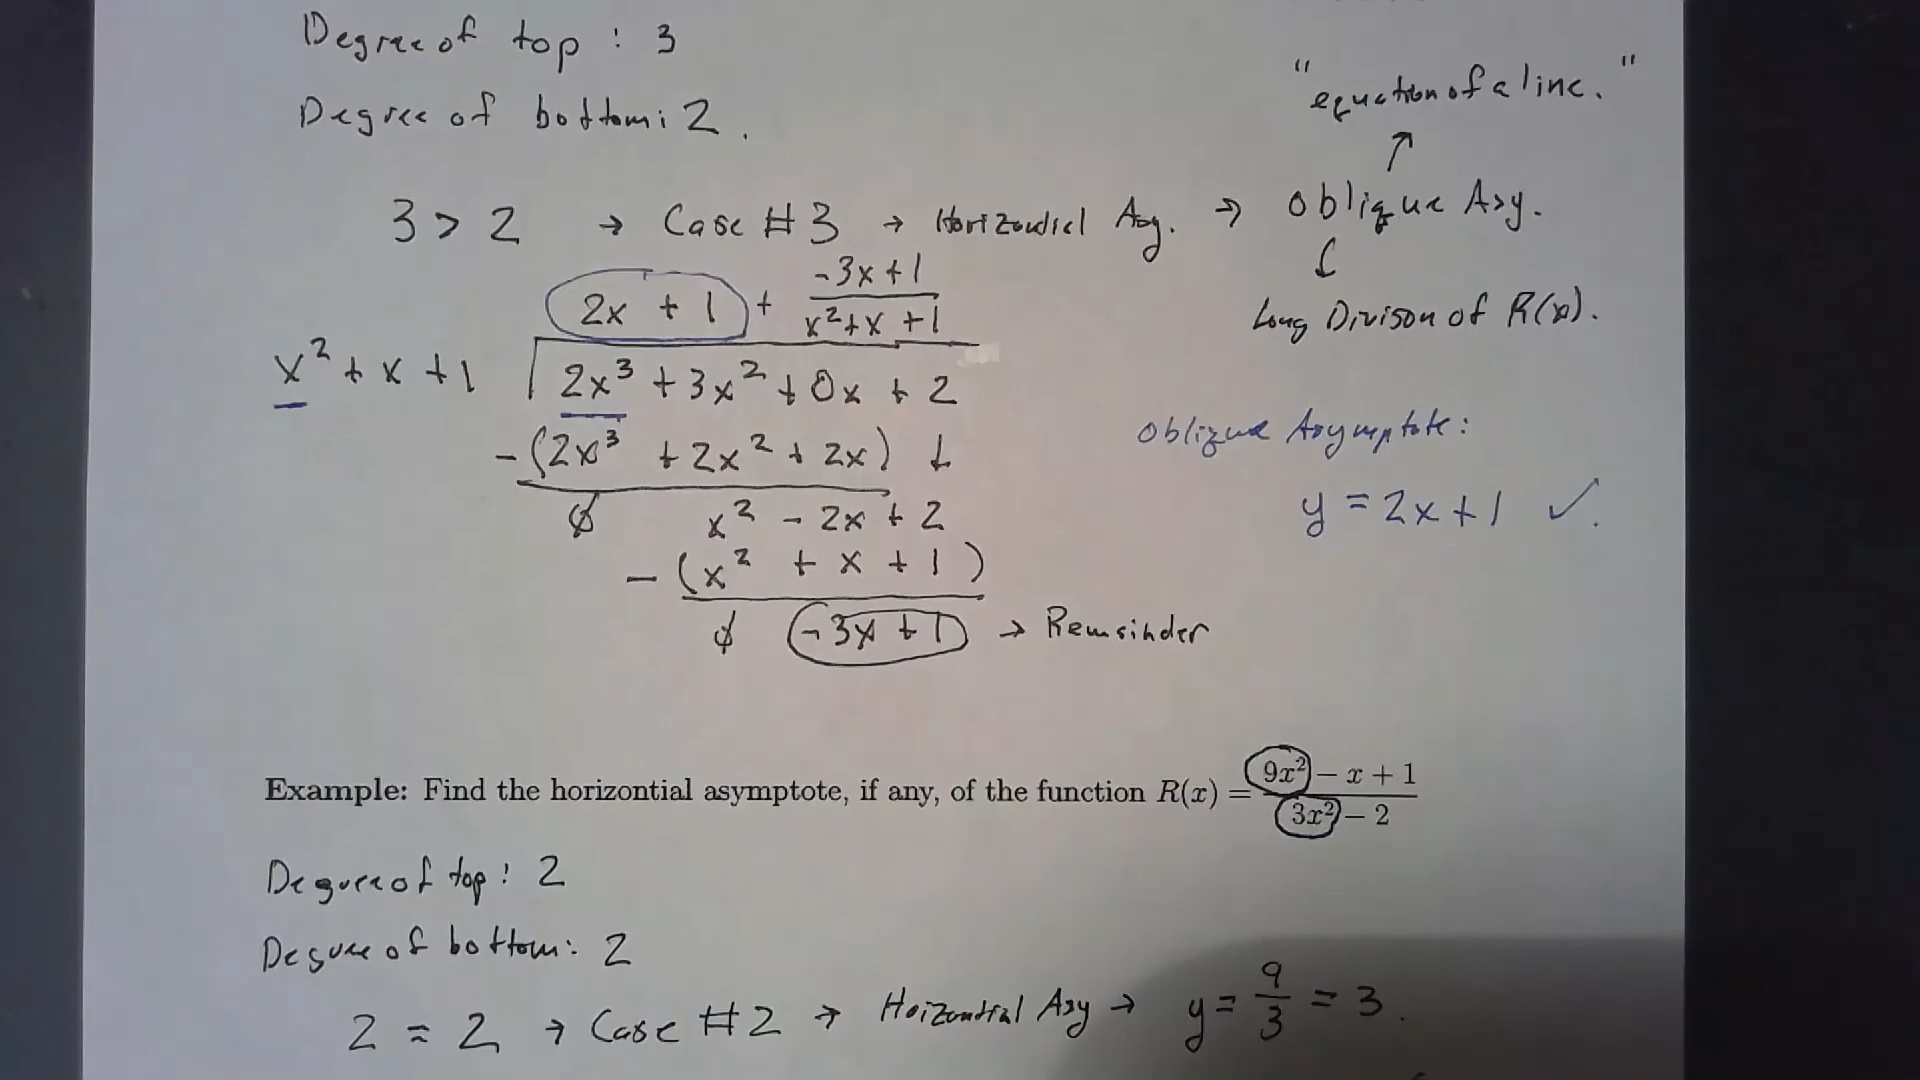 Degree of top : 3
Degree of bottom: 2.
"equation of a line."
↑
3 > 2 → Case #3 → Horizontial Asy. → Oblique Asy.
↓
Long Divison of R(x).
2x + 1 + (-3x+1)/(x²+x+1)
x² + x + 1 √ 2x³ + 3x² + 0x + 2
-(2x³ + 2x² + 2x) ↓
0 x² - 2x + 2
-(x² + x + 1)
0 -3x + 1 → Remainder
Oblique Asymptote:
y = 2x+1 ✓.
Example: Find the horizontial asymptote, if any, of the function R(x) = (9x² − x + 1)/(3x² − 2)
Degree of top: 2
Degree of bottom: 2
2 = 2 → Case #2 → Hoizontial Asy → y = 9/3 = 3.